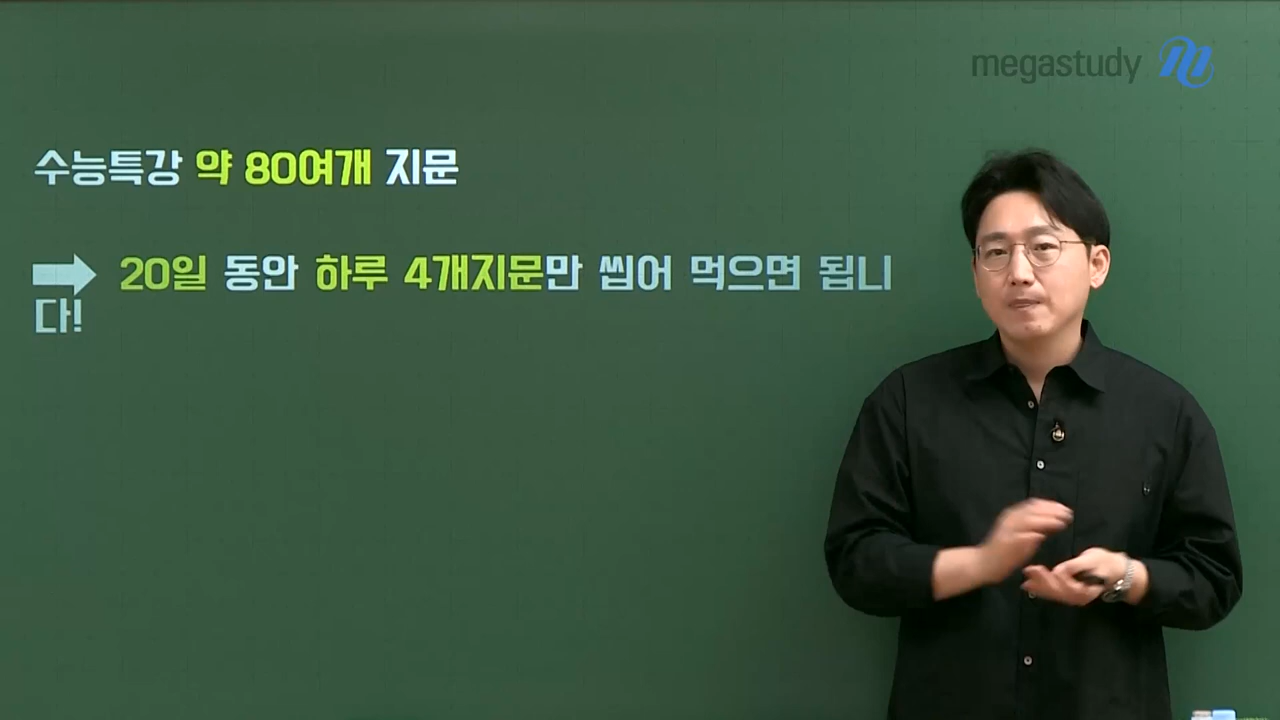 megastudy
수능특강 약 80여개 지문
20일 동안 하루 4개지문만 씹어 먹으면 됩니
다!